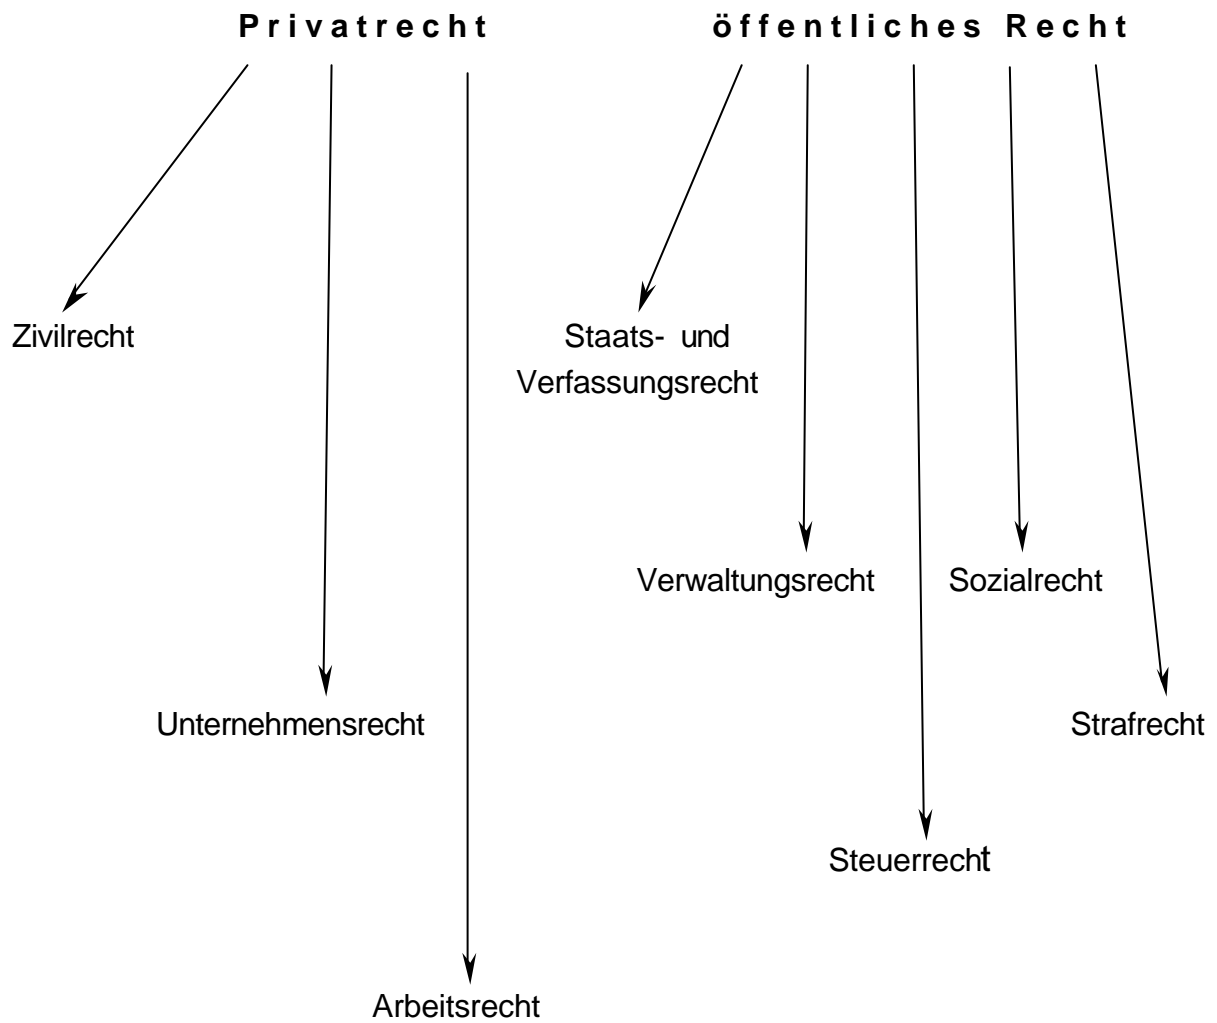 Privatrecht
öffentliches Recht
Zivilrecht
Staats- und
Verfassungsrecht
Verwaltungsrecht
Sozialrecht
Unternehmensrecht
Strafrecht
Steuerrecht
Arbeitsrecht